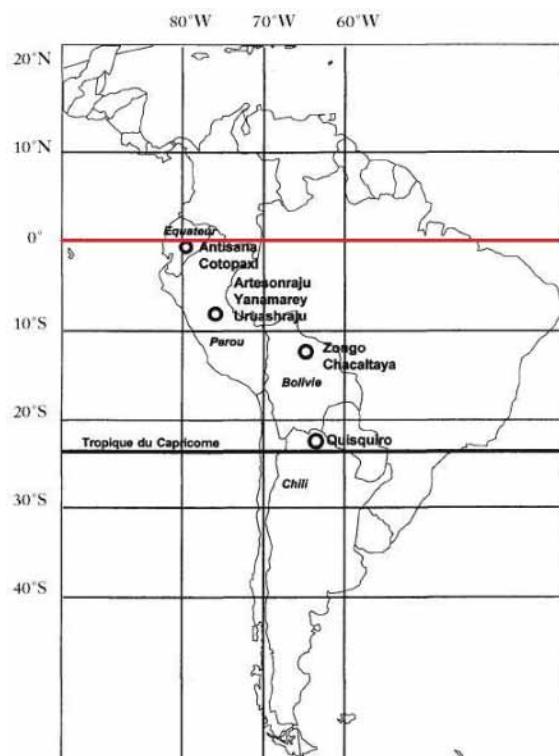 80°W 70°W 60°W
20°N
10°N
Equateur
0°
Antisana
Cotopaxi
Artesonraju
Yanamarey
Uruashraju
10°S
Perou
Zongo
Chacaltaya
Bolivie
20°S
Tropique du Capricorne
Quisquiro
Chili
30°S
40°S